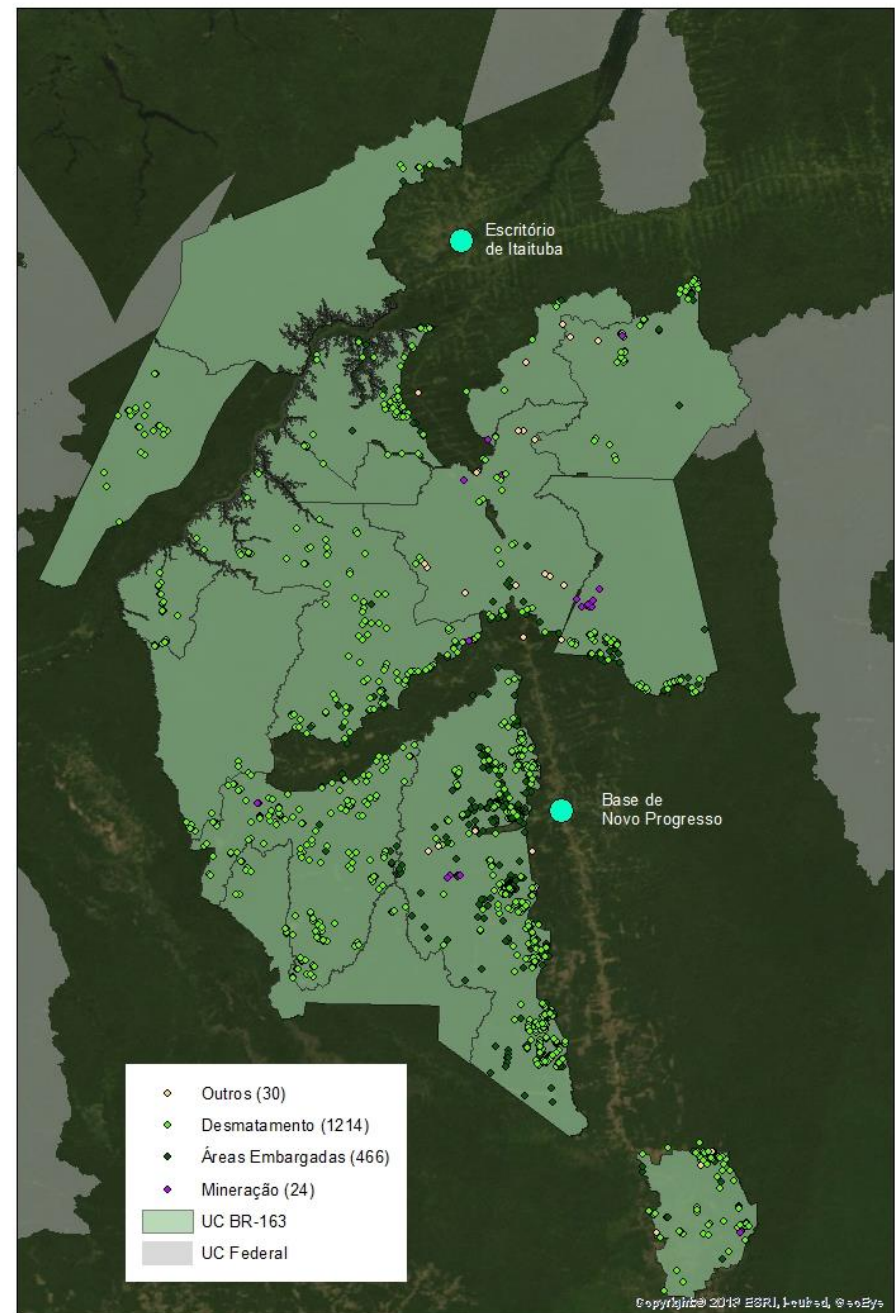 Escritório
de Itaituba
Base de
Novo Progresso
Outros (30)
Desmatamento (1214)
Áreas Embargadas (466)
Mineração (24)
UC BR-163
UC Federal
ESRI,